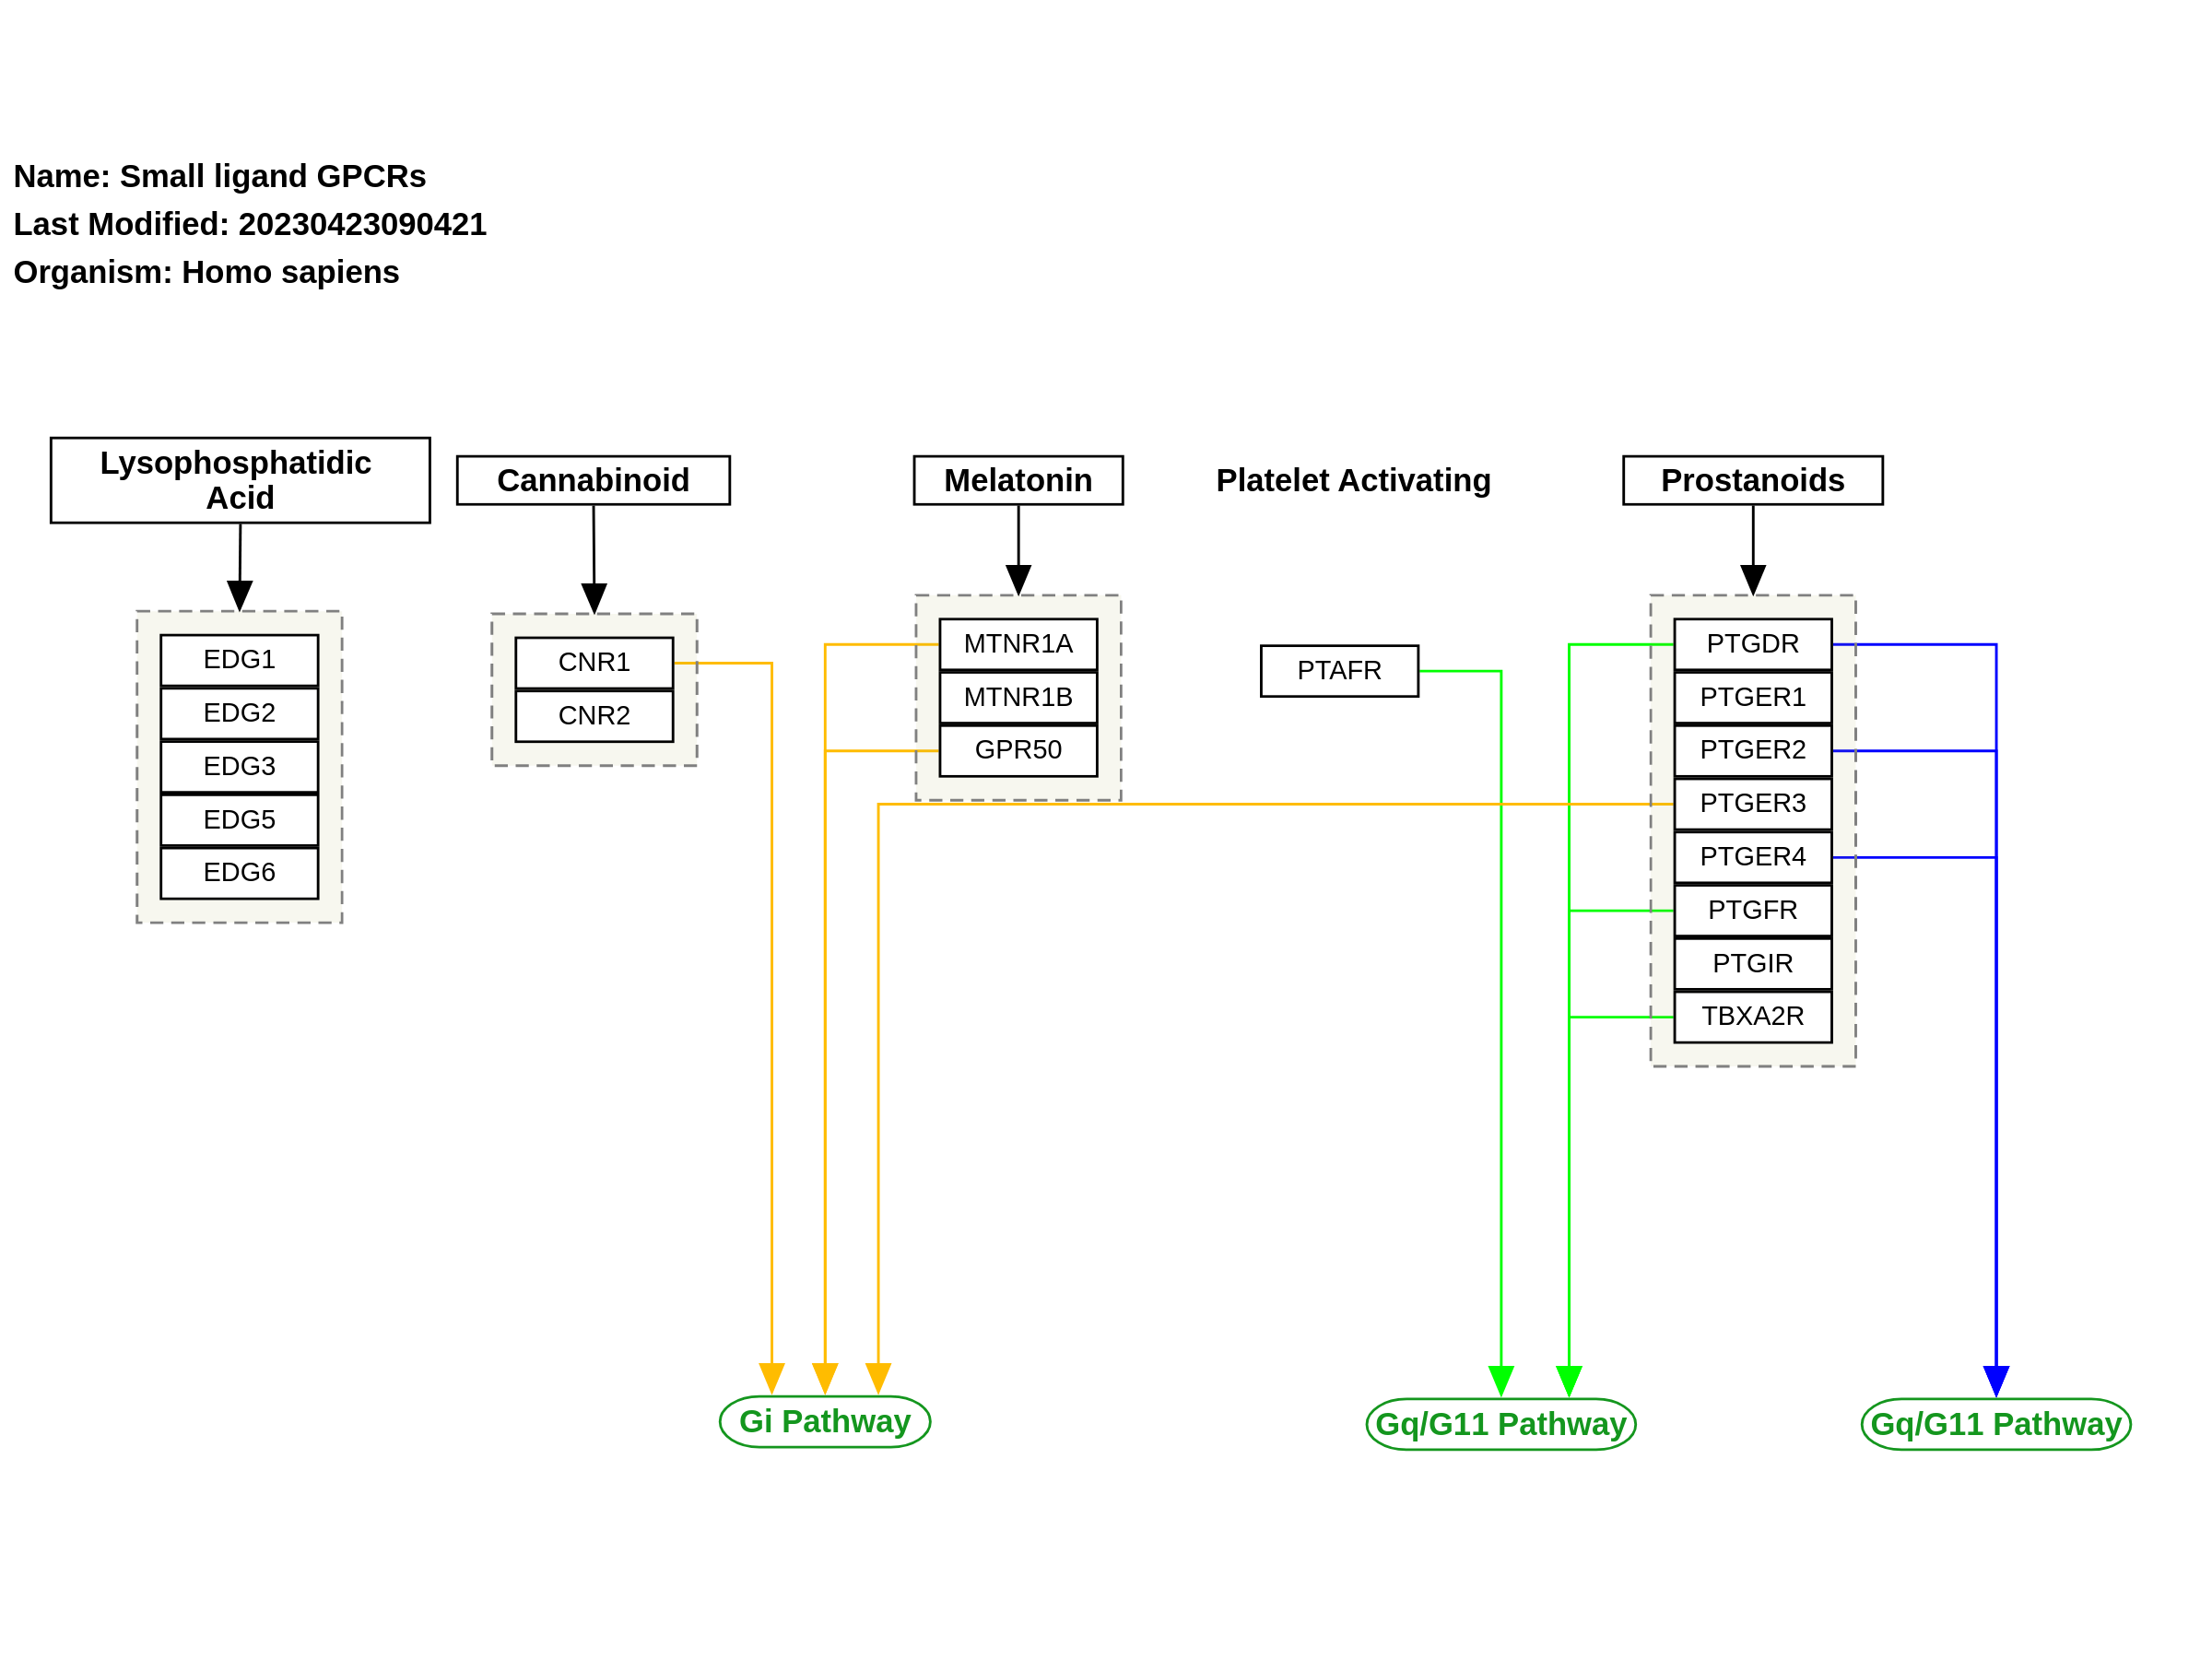 Name: Small ligand GPCRs
Last Modified: 20230423090421
Organism: Homo sapiens
Lysophosphatidic
Acid
Cannabinoid
Melatonin
Platelet Activating
Prostanoids
EDG1
EDG2
EDG3
EDG5
EDG6
CNR1
CNR2
MTNR1A
MTNR1B
GPR50
PTAFR
PTGDR
PTGER1
PTGER2
PTGER3
PTGER4
PTGFR
PTGIR
TBXA2R
Gi Pathway
Gq/G11 Pathway
Gq/G11 Pathway